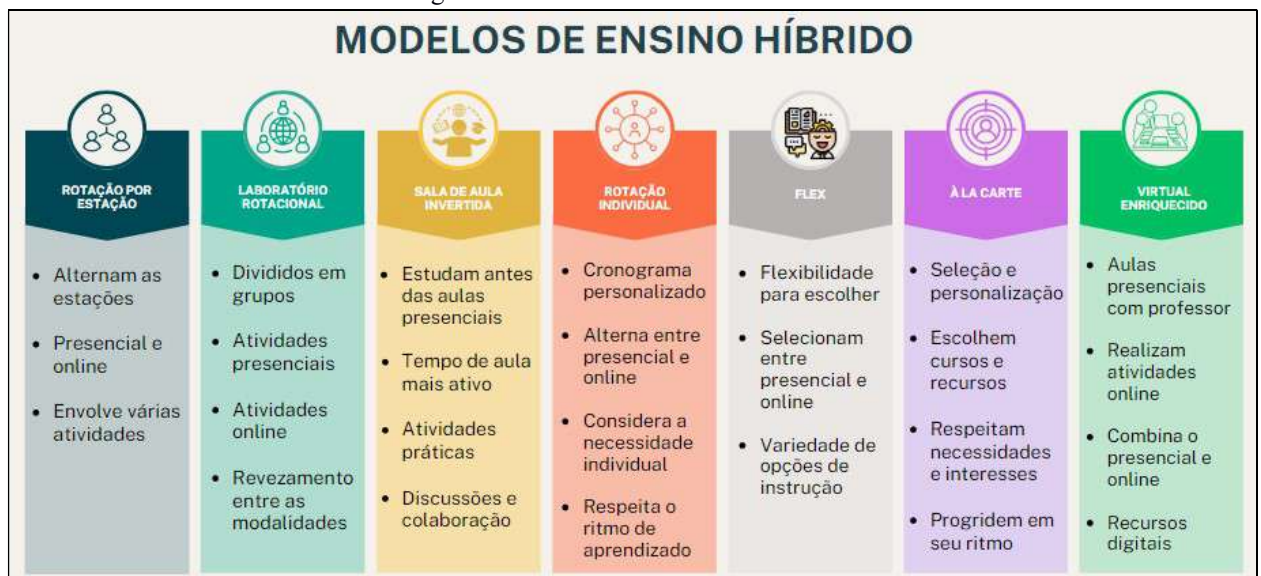 MODELOS DE ENSINO HÍBRIDO
ROTAÇÃO POR
ESTAÇÃO
• Alternam as
estações
• Presencial e
online
• Envolve várias
atividades
LABORATÓRIO
ROTACIONAL
• Divididos em
grupos
• Atividades
presenciais
• Atividades
online
• Revezamento
entre as
modalidades
SALA DE AULA
INVERTIDA
• Estudam antes
das aulas
presenciais
• Tempo de aula
mais ativo
• Atividades
práticas
• Discussões e
colaboração
ROTAÇÃO
INDIVIDUAL
• Cronograma
personalizado
• Alterna entre
presencial e
online
• Considera a
necessidade
individual
• Respeita o
ritmo de
aprendizado
FLEX
• Flexibilidade
para escolher
• Selecionam
entre
presencial e
online
• Variedade de
opções de
instrução
À LA CARTE
• Seleção e
personalização
• Escolhem
cursos e
recursos
• Respeitam
necessidades
e interesses
• Progridem em
seu ritmo
VIRTUAL
ENRIQUECIDO
• Aulas
presenciais
com professor
• Realizam
atividades
online
• Combina o
presencial e
online
• Recursos
digitais